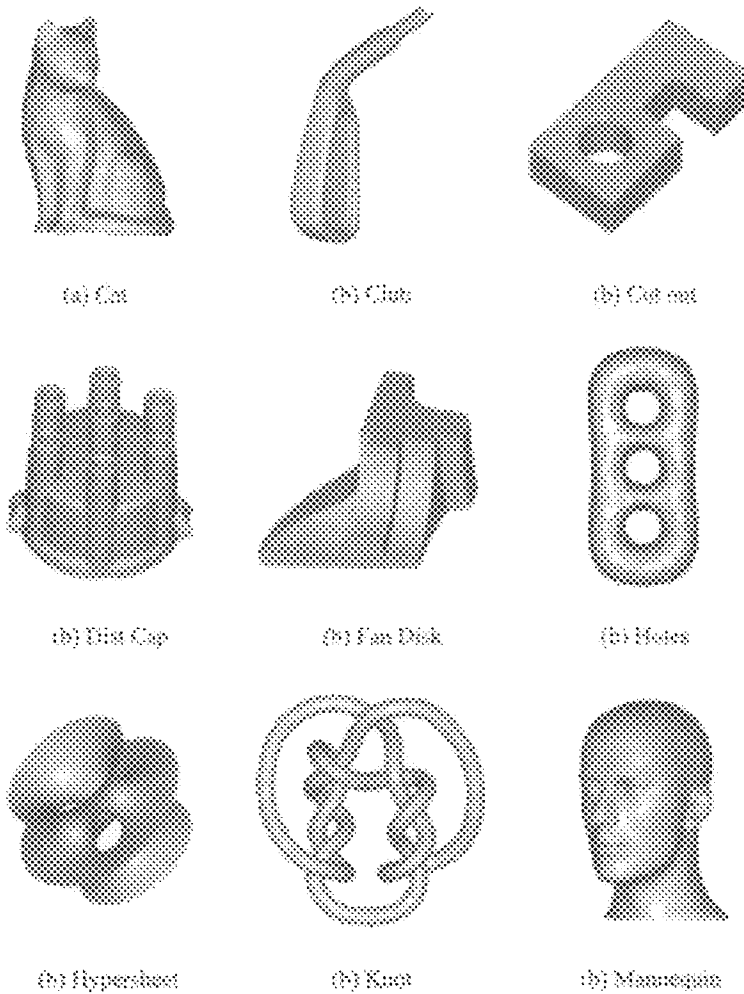 (a) Cat
(b) Club
(b) Cut out
(b) Dist Cap
(b) Fan Disk
(b) Holes
(b) Hypersheet
(b) Knot
(b) Mannequin